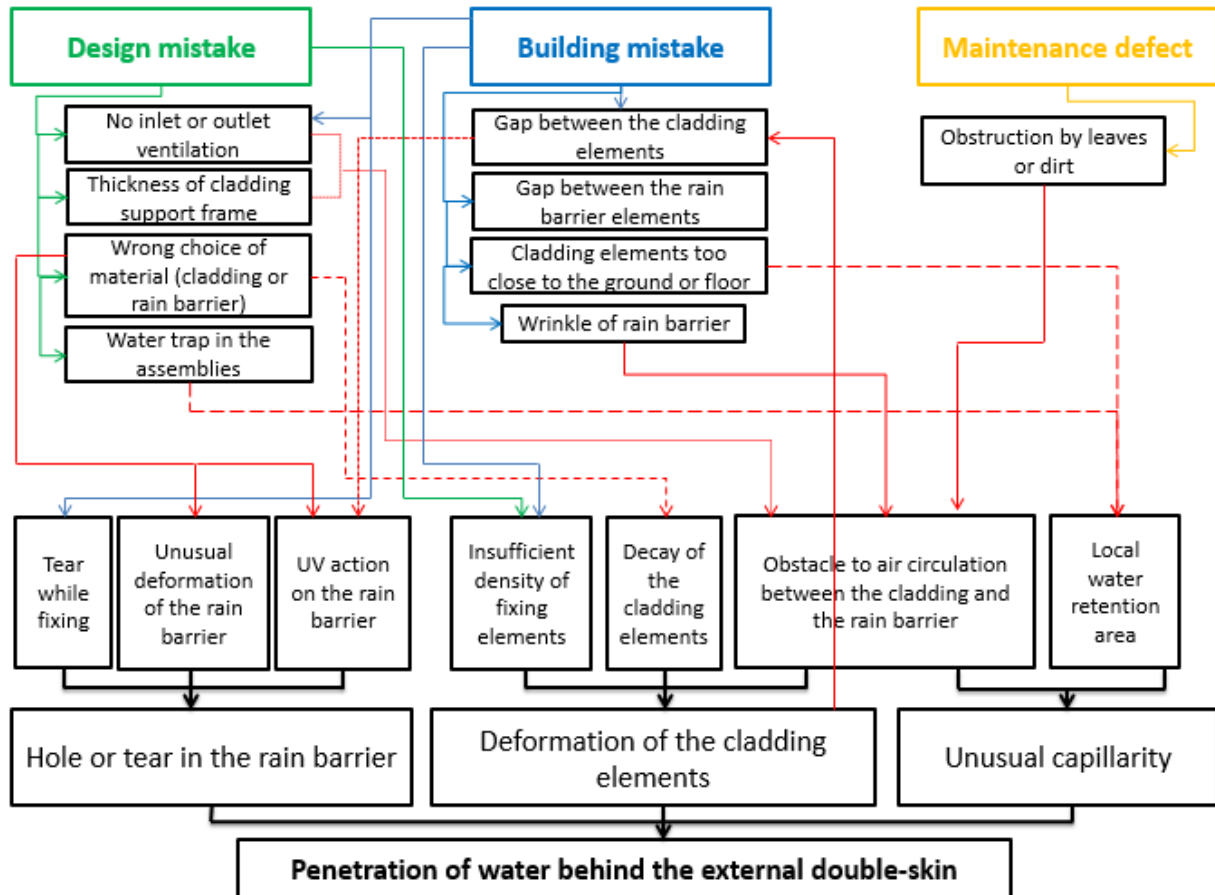 Design mistake
Building mistake
Maintenance defect
No inlet or outlet
ventilation
Thickness of cladding
support frame
Wrong choice of
material (cladding or
rain barrier)
Water trap in the
assemblies
Gap between the cladding
elements
Gap between the rain
barrier elements
Cladding elements too
close to the ground or floor
Wrinkle of rain barrier
Obstruction by leaves
or dirt
Tear
while
fixing
Unusual
deformation
of the rain
barrier
UV action
on the rain
barrier
Insufficient
density of
fixing
elements
Decay of
the
cladding
elements
Obstacle to air circulation
between the cladding and
the rain barrier
Local
water
retention
area
Hole or tear in the rain barrier
Deformation of the cladding
elements
Unusual capillarity
Penetration of water behind the external double-skin